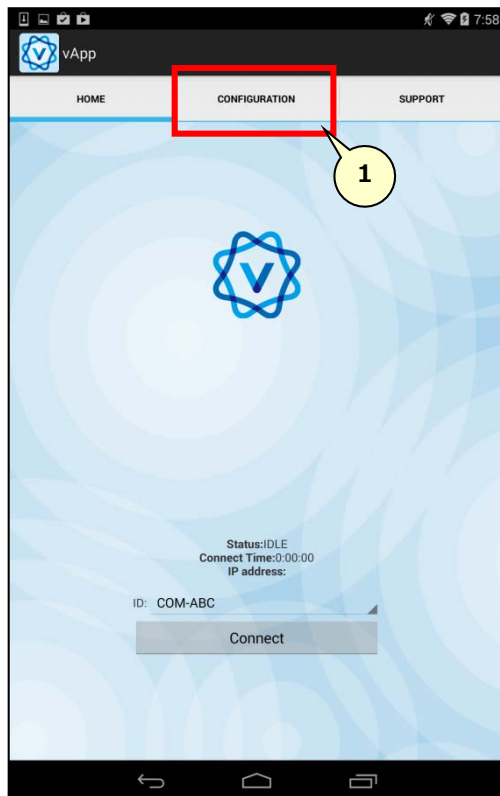 7:58
vApp
HOME CONFIGURATION SUPPORT
1
V
Status:IDLE
Connect Time:0:00:00
IP address:
ID: COM-ABC
Connect